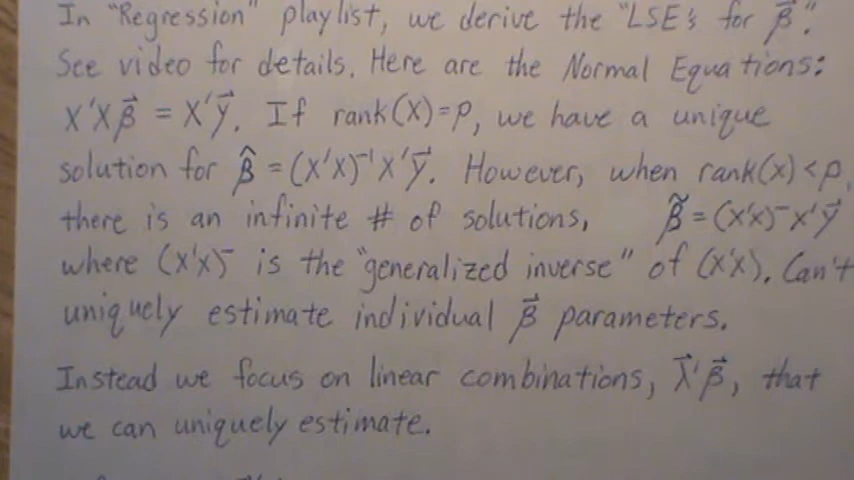 In "Regression" playlist, we derive the "LSE's for β⃗."
See video for details. Here are the Normal Equations:
X'Xβ⃗ = X'y⃗. If rank(X)=p, we have a unique
solution for β̂ = (X'X)⁻¹X'y⃗. However, when rank(X)<p,
there is an infinite # of solutions, β̃ = (X'X)⁻X'y⃗
where (X'X)⁻ is the "generalized inverse" of (X'X). Can't
uniquely estimate individual β⃗ parameters.
Instead we focus on linear combinations, λ⃗'β⃗, that
we can uniquely estimate.